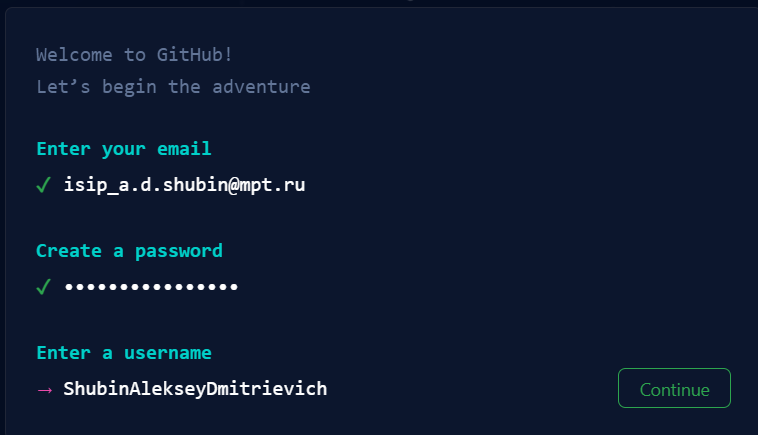 Welcome to GitHub!
Let’s begin the adventure
Enter your email
✓ isip_a.d.shubin@mpt.ru
Create a password
✓ ••••••••••••••••
Enter a username
→ ShubinAlekseyDmitrievich
Continue